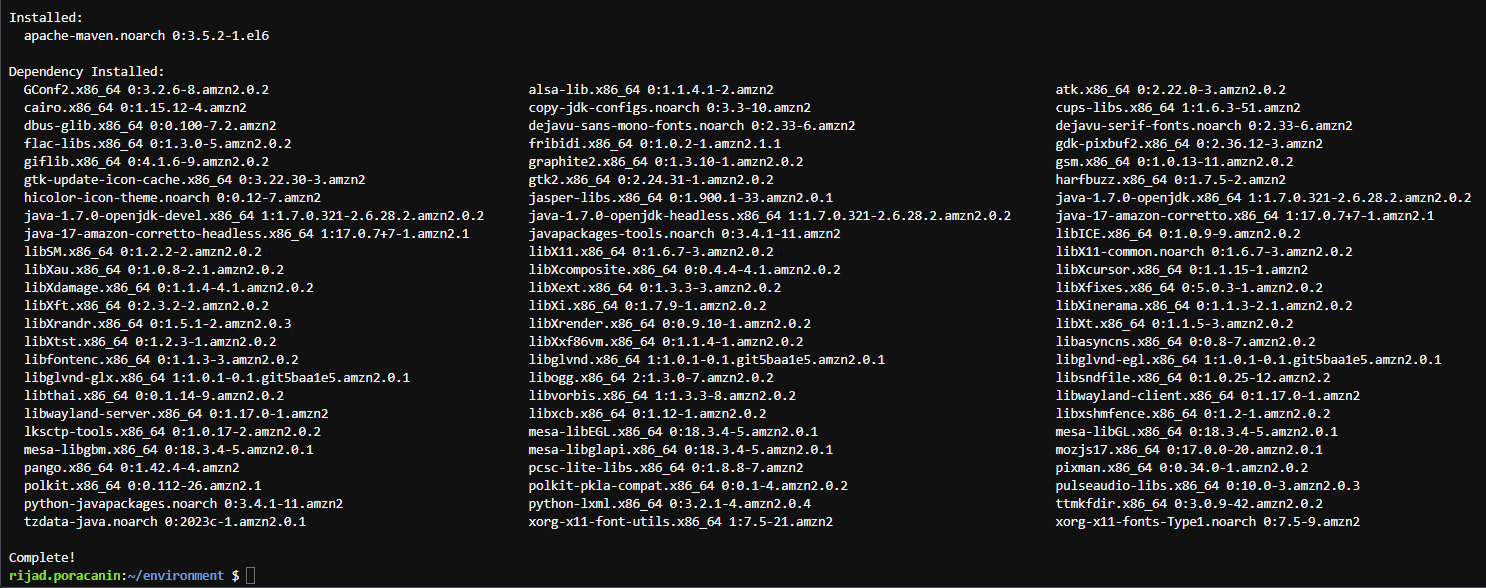 Installed:
apache-maven.noarch 0:3.5.2-1.el6
Dependency Installed:
GConf2.x86_64 0:3.2.6-8.amzn2.0.2 alsa-lib.x86_64 0:1.1.4.1-2.amzn2 atk.x86_64 0:2.22.0-3.amzn2.0.2
cairo.x86_64 0:1.15.12-4.amzn2 copy-jdk-configs.noarch 0:3.3-10.amzn2 cups-libs.x86_64 1:1.6.3-51.amzn2
dbus-glib.x86_64 0:0.100-7.2.amzn2 dejavu-sans-mono-fonts.noarch 0:2.33-6.amzn2 dejavu-serif-fonts.noarch 0:2.33-6.amzn2
flac-libs.x86_64 0:1.3.0-5.amzn2.0.2 fribidi.x86_64 0:1.0.2-1.amzn2.1.1 gdk-pixbuf2.x86_64 0:2.36.12-3.amzn2
giflib.x86_64 0:4.1.6-9.amzn2.0.2 graphite2.x86_64 0:1.3.10-1.amzn2.0.2 gsm.x86_64 0:1.0.13-11.amzn2.0.2
gtk-update-icon-cache.x86_64 0:3.22.30-3.amzn2 gtk2.x86_64 0:2.24.31-1.amzn2.0.2 harfbuzz.x86_64 0:1.7.5-2.amzn2
hicolor-icon-theme.noarch 0:0.12-7.amzn2 jasper-libs.x86_64 0:1.900.1-33.amzn2.0.1 java-1.7.0-openjdk.x86_64 1:1.7.0.321-2.6.28.2.amzn2.0.2
java-1.7.0-openjdk-devel.x86_64 1:1.7.0.321-2.6.28.2.amzn2.0.2 java-1.7.0-openjdk-headless.x86_64 1:1.7.0.321-2.6.28.2.amzn2.0.2 java-17-amazon-corretto.x86_64 1:17.0.7+7-1.amzn2.1
java-17-amazon-corretto-headless.x86_64 1:17.0.7+7-1.amzn2.1 javapackages-tools.noarch 0:3.4.1-11.amzn2 libICE.x86_64 0:1.0.9-9.amzn2.0.2
libSM.x86_64 0:1.2.2-2.amzn2.0.2 libX11.x86_64 0:1.6.7-3.amzn2.0.2 libX11-common.noarch 0:1.6.7-3.amzn2.0.2
libXau.x86_64 0:1.0.8-2.1.amzn2.0.2 libXcomposite.x86_64 0:0.4.4-4.1.amzn2.0.2 libXcursor.x86_64 0:1.1.15-1.amzn2
libXdamage.x86_64 0:1.1.4-4.1.amzn2.0.2 libXext.x86_64 0:1.3.3-3.amzn2.0.2 libXfixes.x86_64 0:5.0.3-1.amzn2.0.2
libXft.x86_64 0:2.3.2-2.amzn2.0.2 libXi.x86_64 0:1.7.9-1.amzn2.0.2 libXinerama.x86_64 0:1.1.3-2.1.amzn2.0.2
libXrandr.x86_64 0:1.5.1-2.amzn2.0.3 libXrender.x86_64 0:0.9.10-1.amzn2.0.2 libXt.x86_64 0:1.1.5-3.amzn2.0.2
libXtst.x86_64 0:1.2.3-1.amzn2.0.2 libXxf86vm.x86_64 0:1.1.4-1.amzn2.0.2 libasyncns.x86_64 0:0.8-7.amzn2.0.2
libfontenc.x86_64 0:1.1.3-3.amzn2.0.2 libglvnd.x86_64 1:1.0.1-0.1.git5baa1e5.amzn2.0.1 libglvnd-egl.x86_64 1:1.0.1-0.1.git5baa1e5.amzn2.0.1
libglvnd-glx.x86_64 1:1.0.1-0.1.git5baa1e5.amzn2.0.1 libogg.x86_64 2:1.3.0-7.amzn2.0.2 libsndfile.x86_64 0:1.0.25-12.amzn2.2
libthai.x86_64 0:0.1.14-9.amzn2.0.2 libvorbis.x86_64 1:1.3.3-8.amzn2.0.2 libwayland-client.x86_64 0:1.17.0-1.amzn2
libwayland-server.x86_64 0:1.17.0-1.amzn2 libxcb.x86_64 0:1.12-1.amzn2.0.2 libxshmfence.x86_64 0:1.2-1.amzn2.0.2
lksctp-tools.x86_64 0:1.0.17-2.amzn2.0.2 mesa-libEGL.x86_64 0:18.3.4-5.amzn2.0.1 mesa-libGL.x86_64 0:18.3.4-5.amzn2.0.1
mesa-libgbm.x86_64 0:18.3.4-5.amzn2.0.1 mesa-libglapi.x86_64 0:18.3.4-5.amzn2.0.1 mozjs17.x86_64 0:17.0.0-20.amzn2.0.1
pango.x86_64 0:1.42.4-4.amzn2 pcsc-lite-libs.x86_64 0:1.8.8-7.amzn2 pixman.x86_64 0:0.34.0-1.amzn2.0.2
polkit.x86_64 0:0.112-26.amzn2.1 polkit-pkla-compat.x86_64 0:0.1-4.amzn2.0.2 pulseaudio-libs.x86_64 0:10.0-3.amzn2.0.3
python-javapackages.noarch 0:3.4.1-11.amzn2 python-lxml.x86_64 0:3.2.1-4.amzn2.0.4 ttmkfdir.x86_64 0:3.0.9-42.amzn2.0.2
tzdata-java.noarch 0:2023c-1.amzn2.0.1 xorg-x11-font-utils.x86_64 1:7.5-21.amzn2 xorg-x11-fonts-Type1.noarch 0:7.5-9.amzn2
Complete!
rijad.poracanin:~/environment $